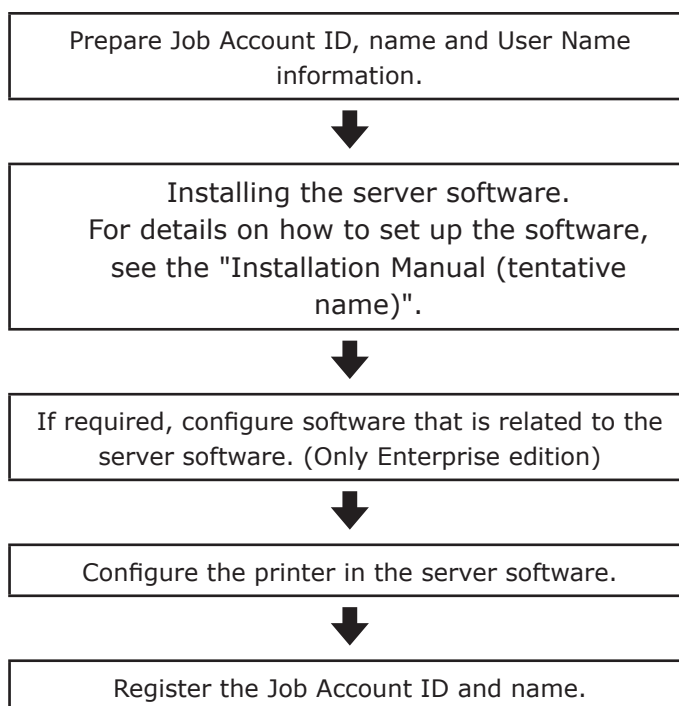 Prepare Job Account ID, name and User Name
information.
Installing the server software.
For details on how to set up the software,
see the "Installation Manual (tentative
name)".
If required, configure software that is related to the
server software. (Only Enterprise edition)
Configure the printer in the server software.
Register the Job Account ID and name.